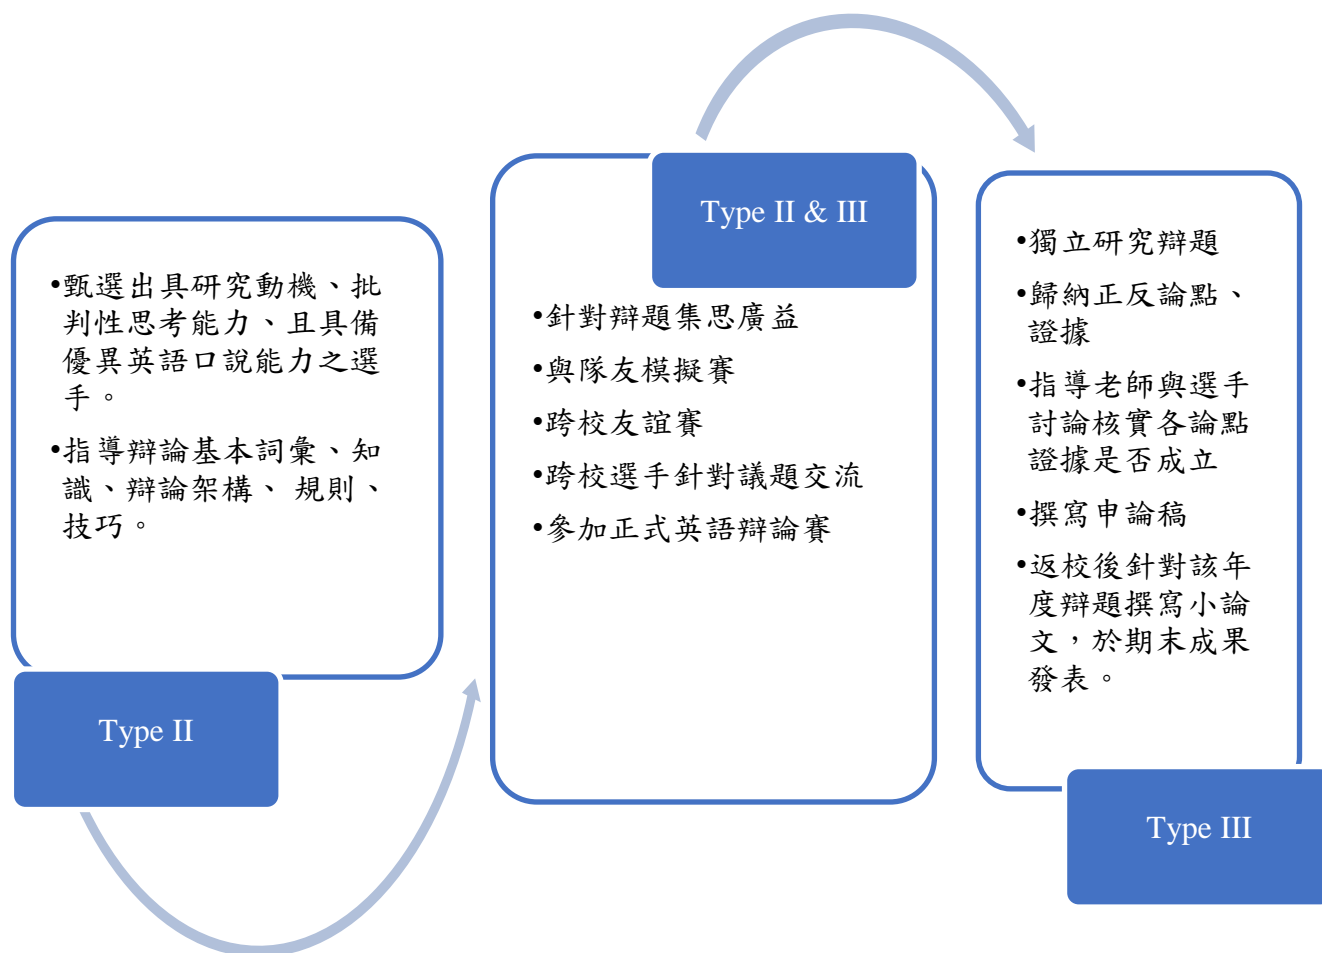 •甄選出具研究動機、批
判性思考能力、且具備
優異英語口說能力之選
手。
•指導辯論基本詞彙、知
識、辯論架構、 規則、
技巧。
Type II
Type II & III
•針對辯題集思廣益
•與隊友模擬賽
•跨校友誼賽
•跨校選手針對議題交流
•參加正式英語辯論賽
•獨立研究辯題
•歸納正反論點、
證據
•指導老師與選手
討論核實各論點
證據是否成立
•撰寫申論稿
•返校後針對該年
度辯題撰寫小論
文，於期末成果
發表。
Type III